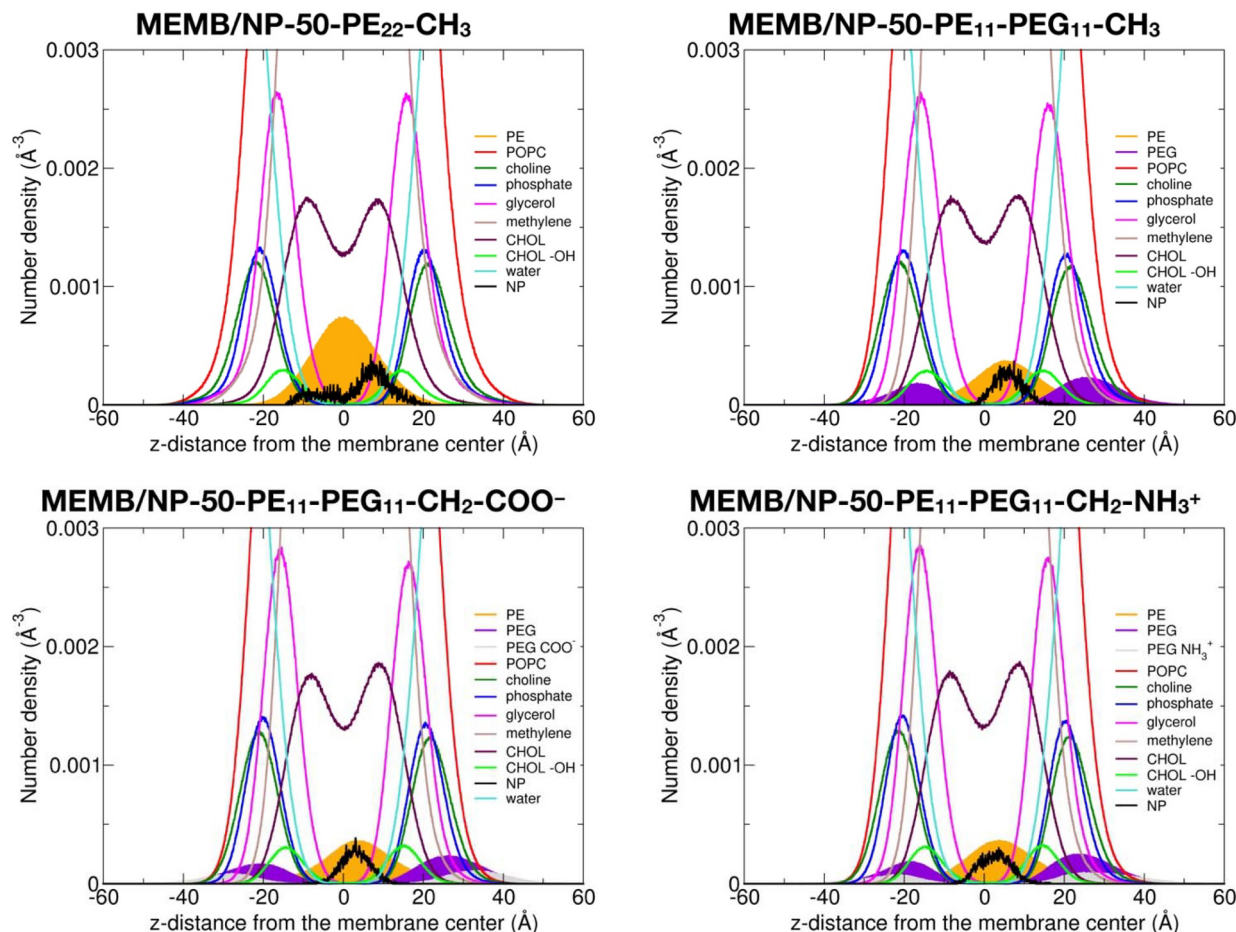 MEMB/NP-50-PE₂₂-CH₃
MEMB/NP-50-PE₁₁-PEG₁₁-CH₃
0.003
0.002
0.001
0
Number density (Å⁻³)
PE
POPC
choline
phosphate
glycerol
methylene
CHOL
CHOL -OH
water
NP
-60 -40 -20 0 20 40 60
z-distance from the membrane center (Å)
0.003
0.002
0.001
0
Number density (Å⁻³)
PE
PEG
POPC
choline
phosphate
glycerol
methylene
CHOL
CHOL -OH
water
NP
-60 -40 -20 0 20 40 60
z-distance from the membrane center (Å)
MEMB/NP-50-PE₁₁-PEG₁₁-CH₂-COO⁻
MEMB/NP-50-PE₁₁-PEG₁₁-CH₂-NH₃⁺
0.003
0.002
0.001
0
Number density (Å⁻³)
PE
PEG
PEG COO⁻
POPC
choline
phosphate
glycerol
methylene
CHOL
CHOL -OH
NP
water
-60 -40 -20 0 20 40 60
z-distance from the membrane center (Å)
0.003
0.002
0.001
0
Number density (Å⁻³)
PE
PEG
PEG NH₃⁺
POPC
choline
phosphate
glycerol
methylene
CHOL
CHOL -OH
water
NP
-60 -40 -20 0 20 40 60
z-distance from the membrane center (Å)